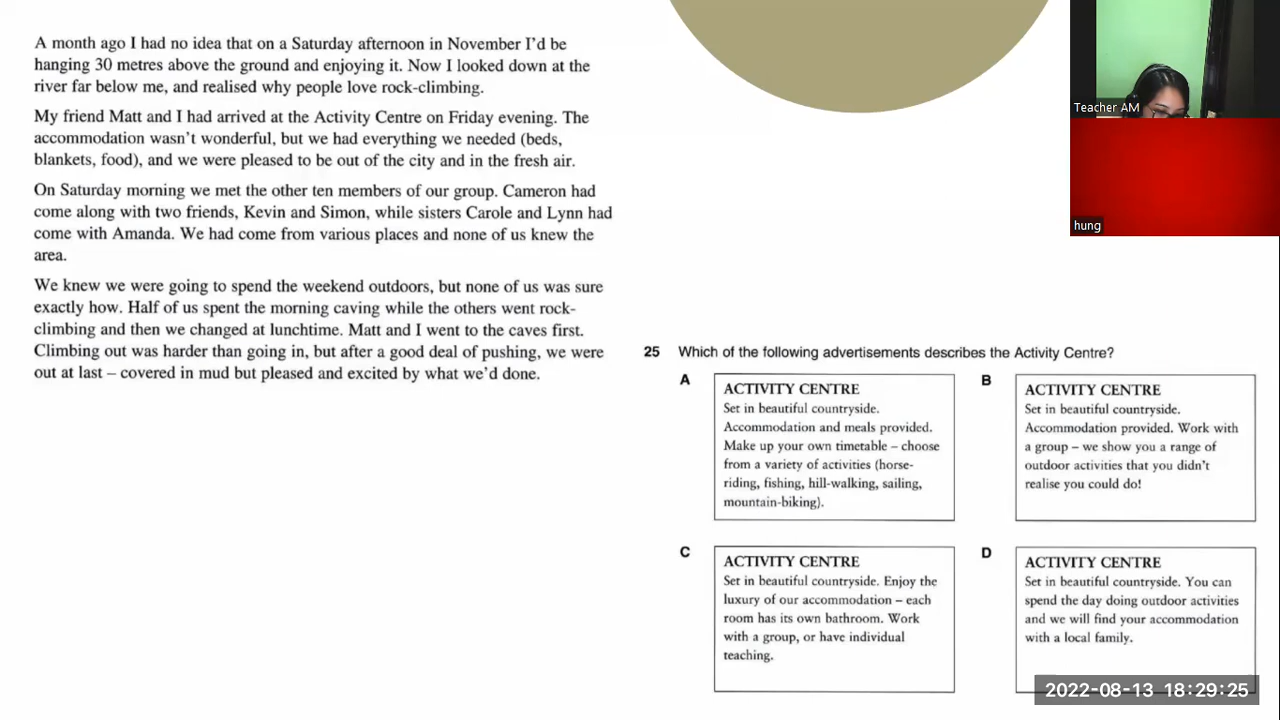 A month ago I had no idea that on a Saturday afternoon in November I'd be
hanging 30 metres above the ground and enjoying it. Now I looked down at the
river far below me, and realised why people love rock-climbing.
My friend Matt and I had arrived at the Activity Centre on Friday evening. The
accommodation wasn't wonderful, but we had everything we needed (beds,
blankets, food), and we were pleased to be out of the city and in the fresh air.
On Saturday morning we met the other ten members of our group. Cameron had
come along with two friends, Kevin and Simon, while sisters Carole and Lynn had
come with Amanda. We had come from various places and none of us knew the
area.
We knew we were going to spend the weekend outdoors, but none of us was sure
exactly how. Half of us spent the morning caving while the others went rock-
climbing and then we changed at lunchtime. Matt and I went to the caves first.
Climbing out was harder than going in, but after a good deal of pushing, we were
out at last – covered in mud but pleased and excited by what we'd done.
Teacher AM
hung
25 Which of the following advertisements describes the Activity Centre?
A
ACTIVITY CENTRE
Set in beautiful countryside.
Accommodation and meals provided.
Make up your own timetable – choose
from a variety of activities (horse-
riding, fishing, hill-walking, sailing,
mountain-biking).
B
ACTIVITY CENTRE
Set in beautiful countryside.
Accommodation provided. Work with
a group – we show you a range of
outdoor activities that you didn't
realise you could do!
C
ACTIVITY CENTRE
Set in beautiful countryside. Enjoy the
luxury of our accommodation – each
room has its own bathroom. Work
with a group, or have individual
teaching.
D
ACTIVITY CENTRE
Set in beautiful countryside. You can
spend the day doing outdoor activities
and we will find your accommodation
with a local family.
2022-08-13 18:29:25